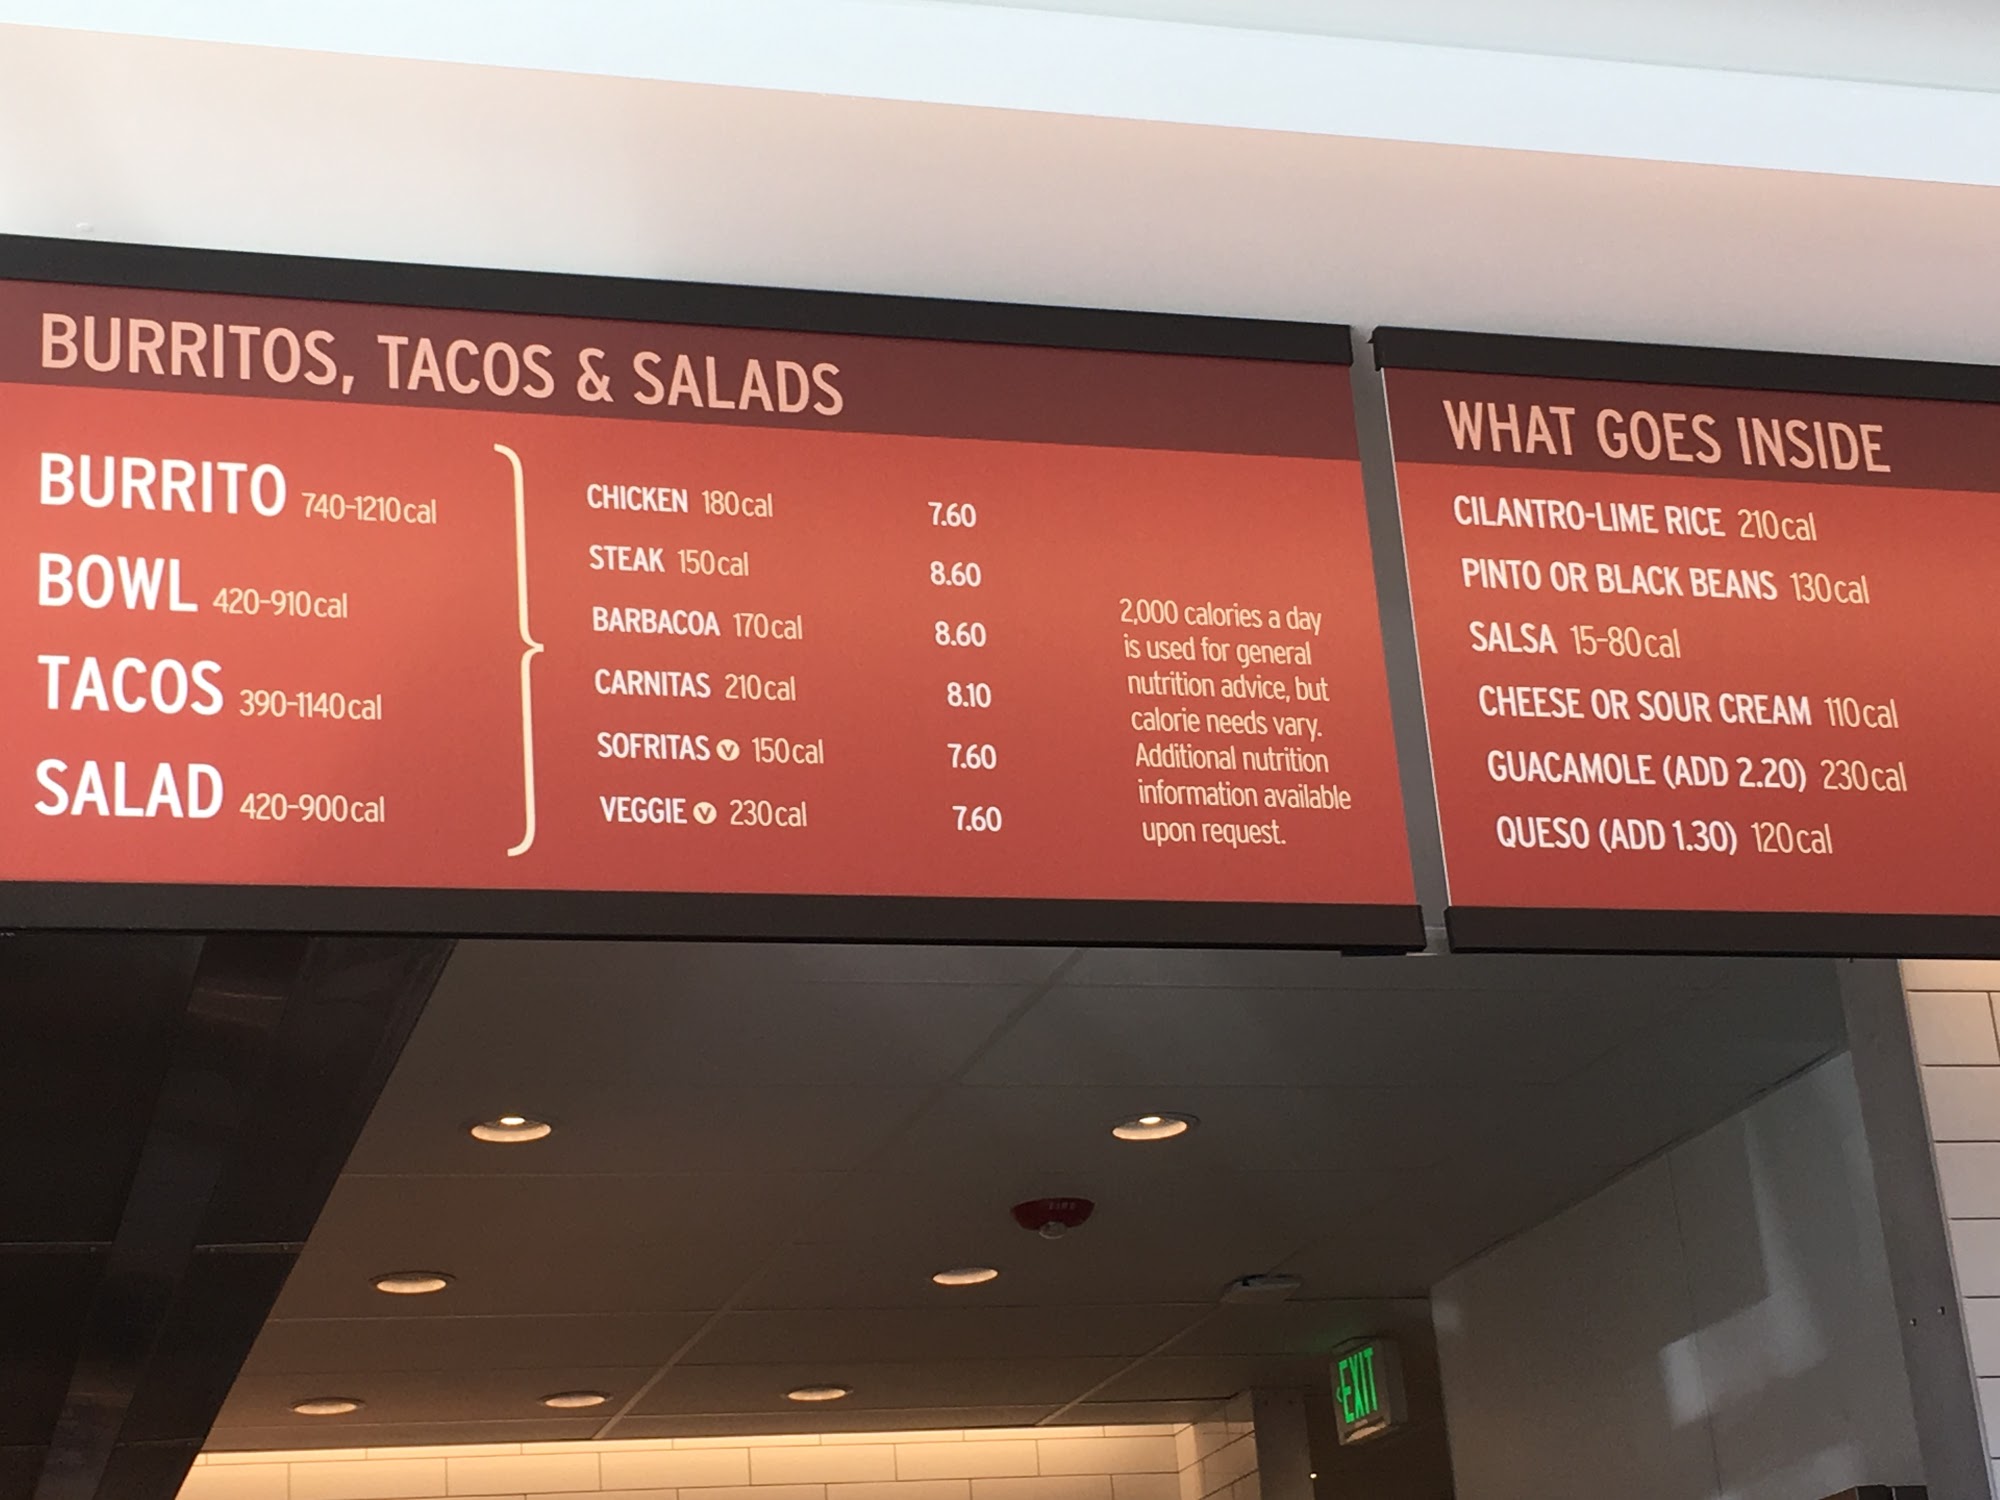 BURRITOS, TACOS & SALADS
BURRITO 740-1210cal
BOWL 420-910cal
TACOS 390-1140cal
SALAD 420-900cal
CHICKEN 180cal 7.60
STEAK 150cal 8.60
BARBACOA 170cal 8.60
CARNITAS 210cal 8.10
SOFRITAS V 150cal 7.60
VEGGIE V 230cal 7.60
2,000 calories a day
is used for general
nutrition advice, but
calorie needs vary.
Additional nutrition
information available
upon request.
WHAT GOES INSIDE
CILANTRO-LIME RICE 210cal
PINTO OR BLACK BEANS 130cal
SALSA 15-80cal
CHEESE OR SOUR CREAM 110cal
GUACAMOLE (ADD 2.20) 230cal
QUESO (ADD 1.30) 120cal
FIRE
EXIT